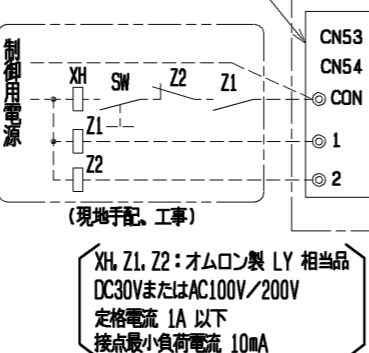 制御用電源
XH SW Z2 Z1
Z1
Z2
CN53
CN54
CON
1
2
(現地手配、工事)
XH, Z1, Z2:オムロン製 LY 相当品
DC30VまたはAC100V/200V
定格電流 1A 以下
接点最小負荷電流 10mA